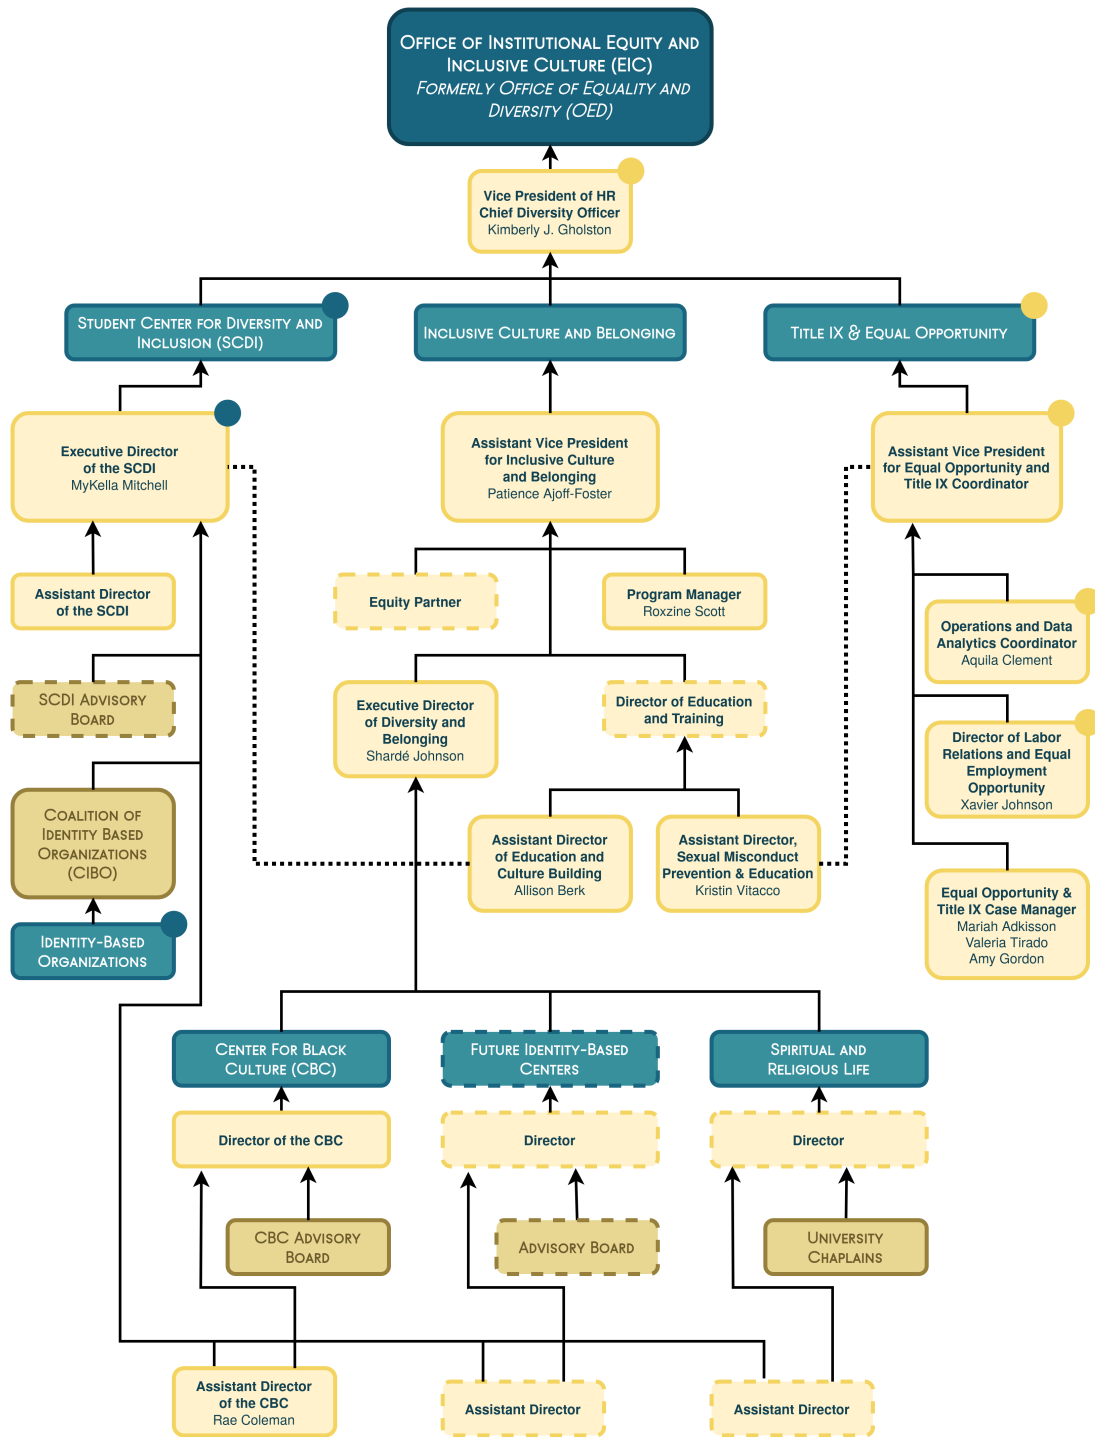 Office of Institutional Equity and
Inclusive Culture (EIC)
Formerly Office of Equality and
Diversity (OED)
Vice President of HR
Chief Diversity Officer
Kimberly J. Gholston
Student Center for Diversity and
Inclusion (SCDI)
Inclusive Culture and Belonging
Title IX & Equal Opportunity
Executive Director
of the SCDI
MyKella Mitchell
Assistant Vice President
for Inclusive Culture
and Belonging
Patience Ajoff-Foster
Assistant Vice President
for Equal Opportunity and
Title IX Coordinator
Assistant Director
of the SCDI
Equity Partner
Program Manager
Roxzine Scott
Operations and Data
Analytics Coordinator
Aquila Clement
SCDI Advisory
Board
Executive Director
of Diversity and
Belonging
Shardé Johnson
Director of Education
and Training
Director of Labor
Relations and Equal
Employment
Opportunity
Xavier Johnson
Coalition of
Identity Based
Organizations
(CIBO)
Assistant Director
of Education and
Culture Building
Allison Berk
Assistant Director,
Sexual Misconduct
Prevention & Education
Kristin Vitacco
Equal Opportunity &
Title IX Case Manager
Mariah Adkisson
Valeria Tirado
Amy Gordon
Identity-Based
Organizations
Center For Black
Culture (CBC)
Future Identity-Based
Centers
Spiritual and
Religious Life
Director of the CBC
Director
Director
CBC Advisory
Board
Advisory Board
University
Chaplains
Assistant Director
of the CBC
Rae Coleman
Assistant Director
Assistant Director